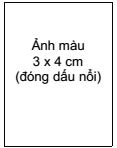 Ảnh màu
3 x 4 cm
(đóng dấu nổi)